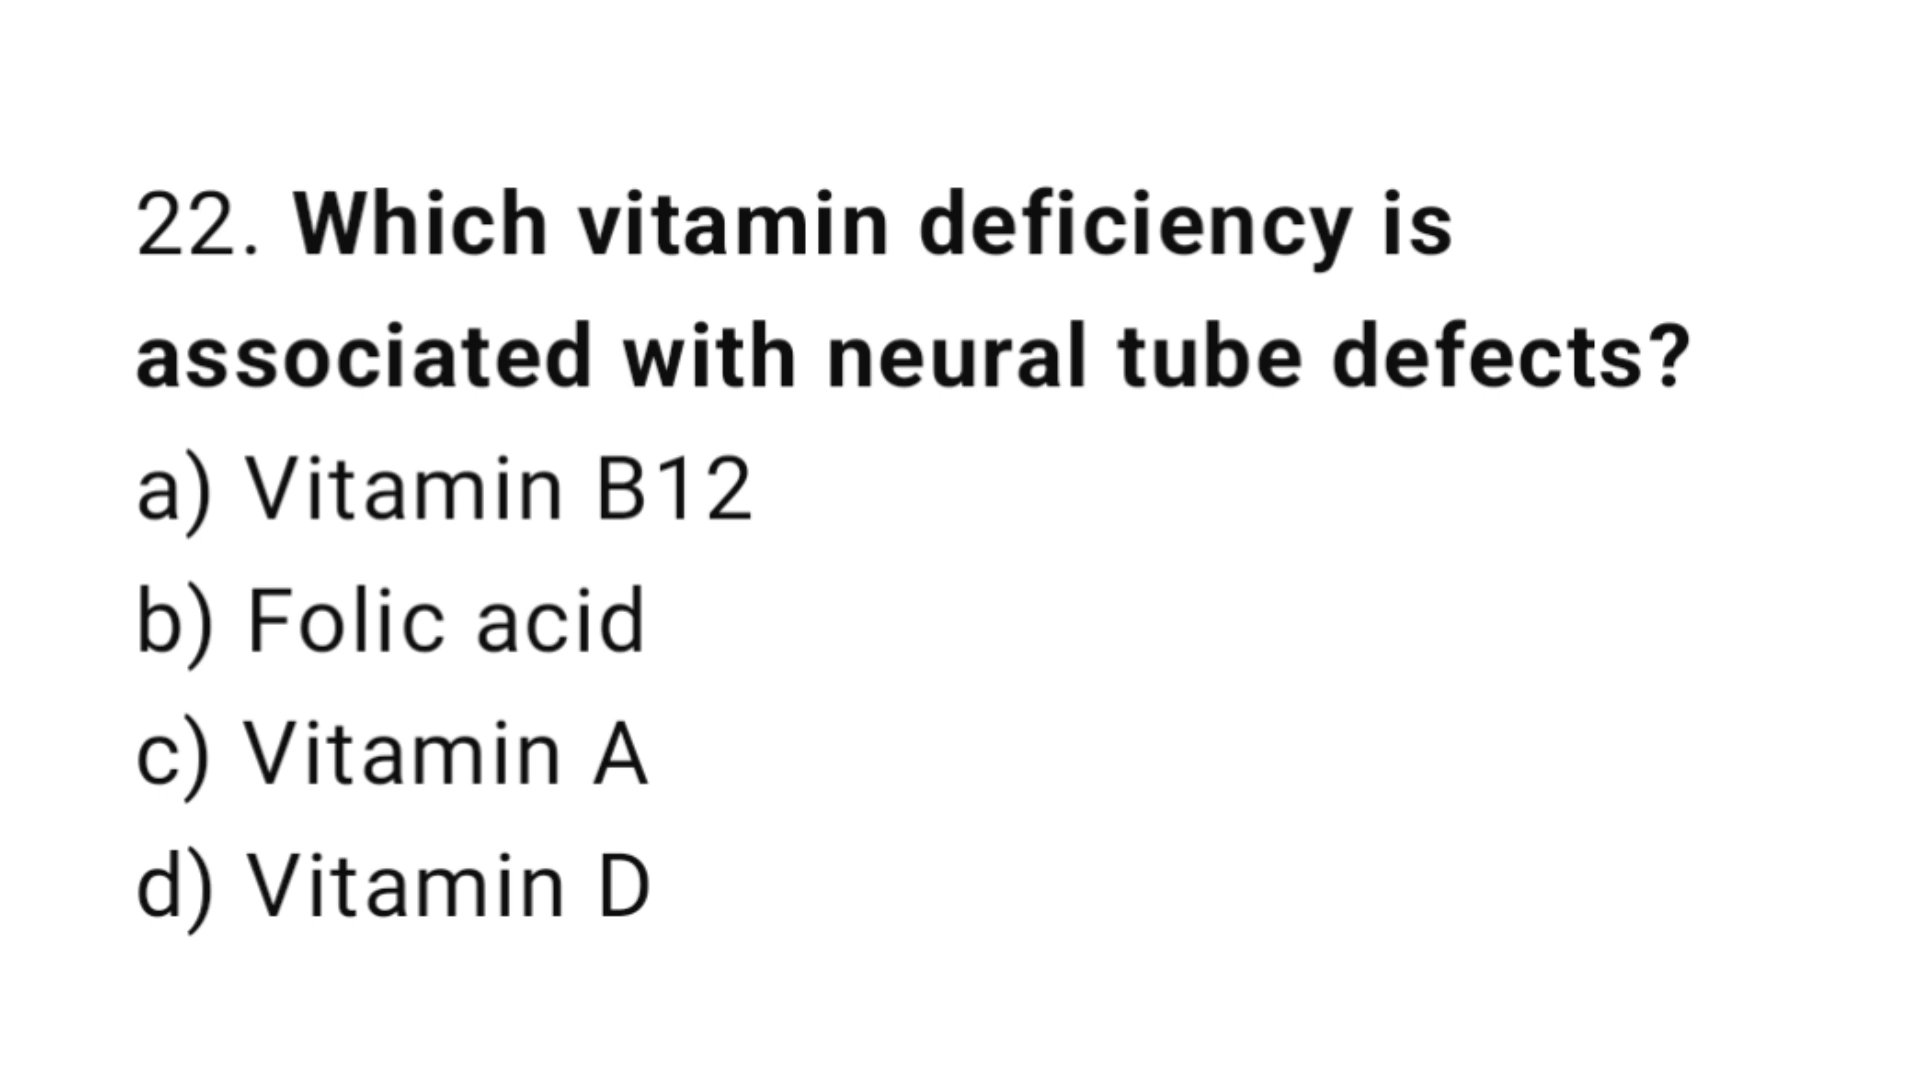 22. Which vitamin deficiency is
associated with neural tube defects?
a) Vitamin B12
b) Folic acid
c) Vitamin A
d) Vitamin D